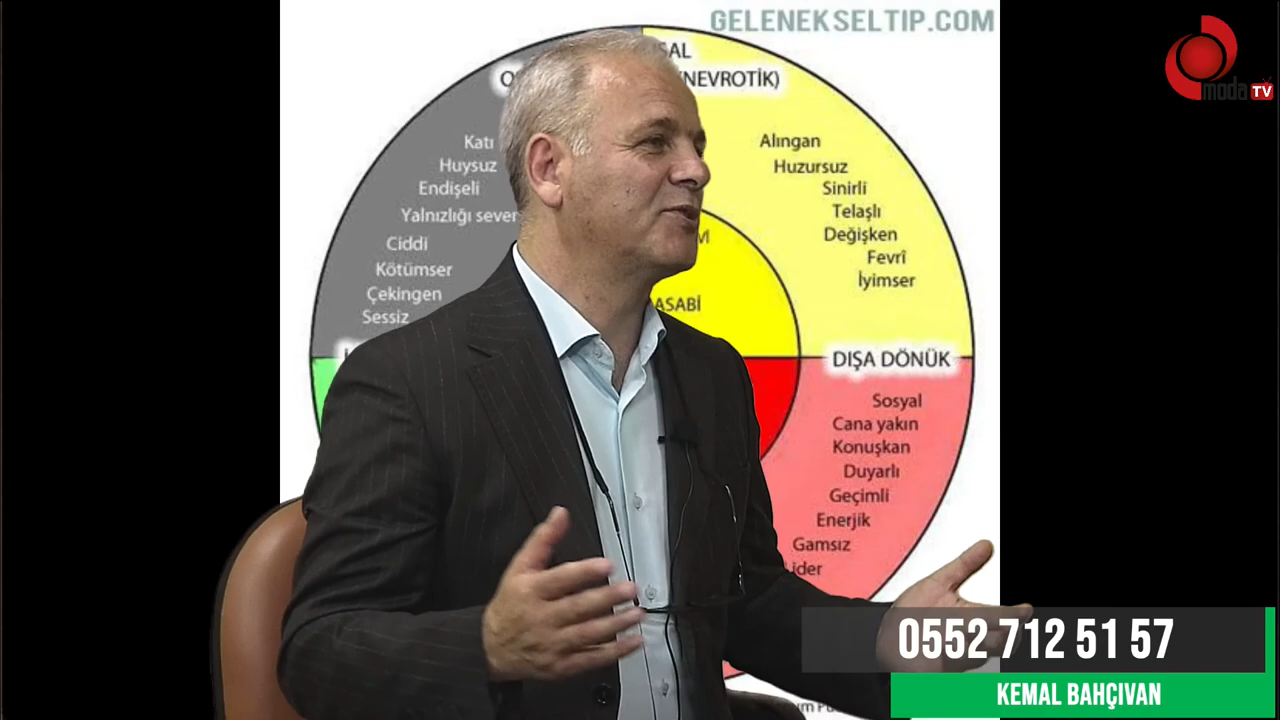 GELENEKSELTIP.COM
moda TV
(NEVROTİK)
Katı
Huysuz
Endişeli
Yalnızlığı sever
Ciddi
Kötümser
Çekingen
Sessiz
Alıngan
Huzursuz
Sinirli
Telaşlı
Değişken
Fevrî
İyimser
ASABİ
DIŞA DÖNÜK
Sosyal
Cana yakın
Konuşkan
Duyarlı
Geçimli
Enerjik
Gamsız
Lider
0552 712 51 57
KEMAL BAHÇIVAN